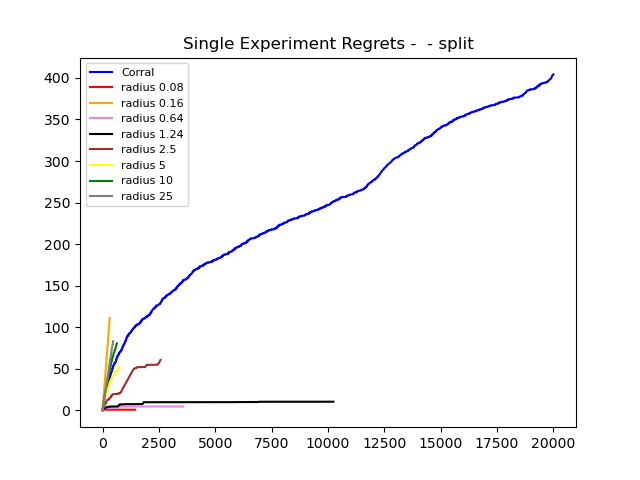 Single Experiment Regrets -  - split
Corral
radius 0.08
radius 0.16
radius 0.64
radius 1.24
radius 2.5
radius 5
radius 10
radius 25
400
350
300
250
200
150
100
50
0
0 2500 5000 7500 10000 12500 15000 17500 20000